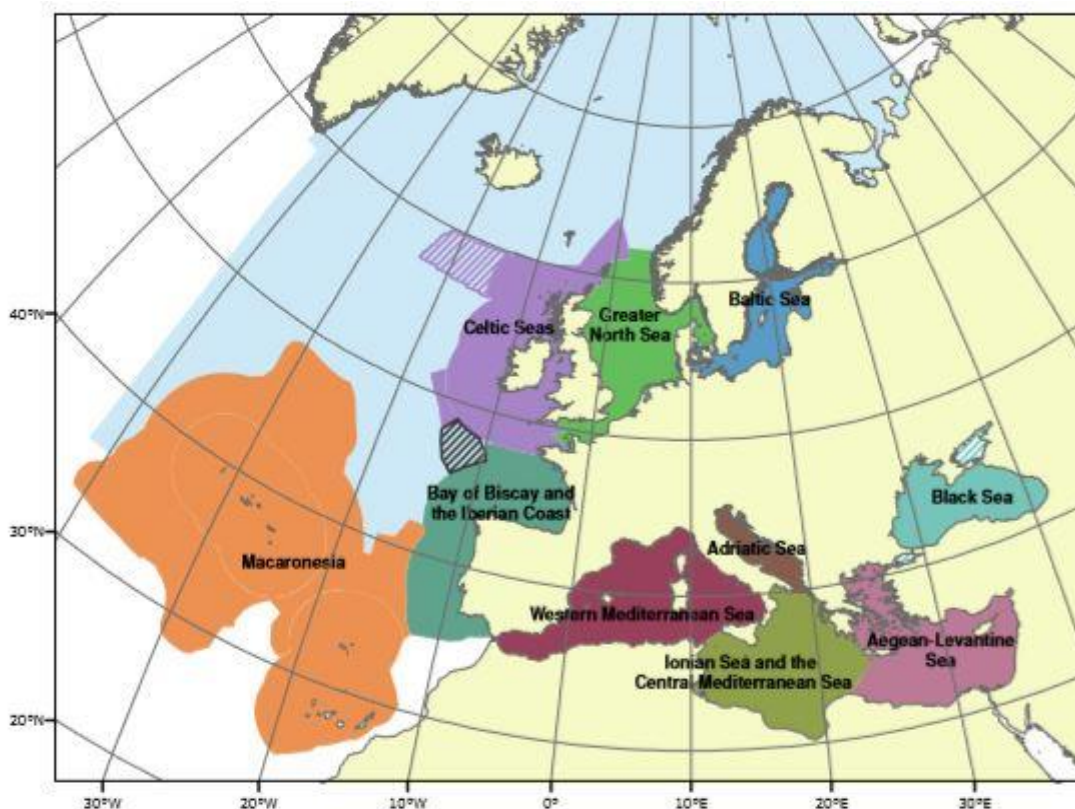 Celtic Seas
Greater
North Sea
Baltic Sea
40°N
Bay of Biscay and
the Iberian Coast
Black Sea
30°N
Macaronesia
Adriatic Sea
Western Mediterranean Sea
Aegean-Levantine
Sea
Ionian Sea and the
Central Mediterranean Sea
20°N
30°W
20°W
10°W
0°
10°E
20°E
30°E